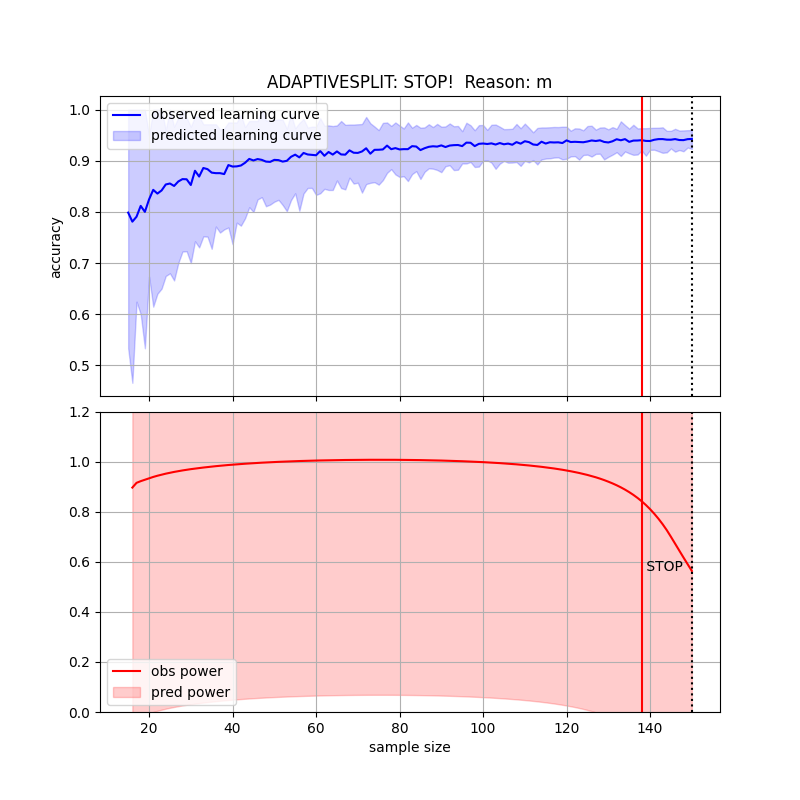 ADAPTIVESPLIT: STOP!  Reason: m
observed learning curve
predicted learning curve
1.0
0.9
0.8
0.7
0.6
0.5
accuracy
1.2
1.0
0.8
0.6
0.4
0.2
0.0
STOP
obs power
pred power
20 40 60 80 100 120 140
sample size